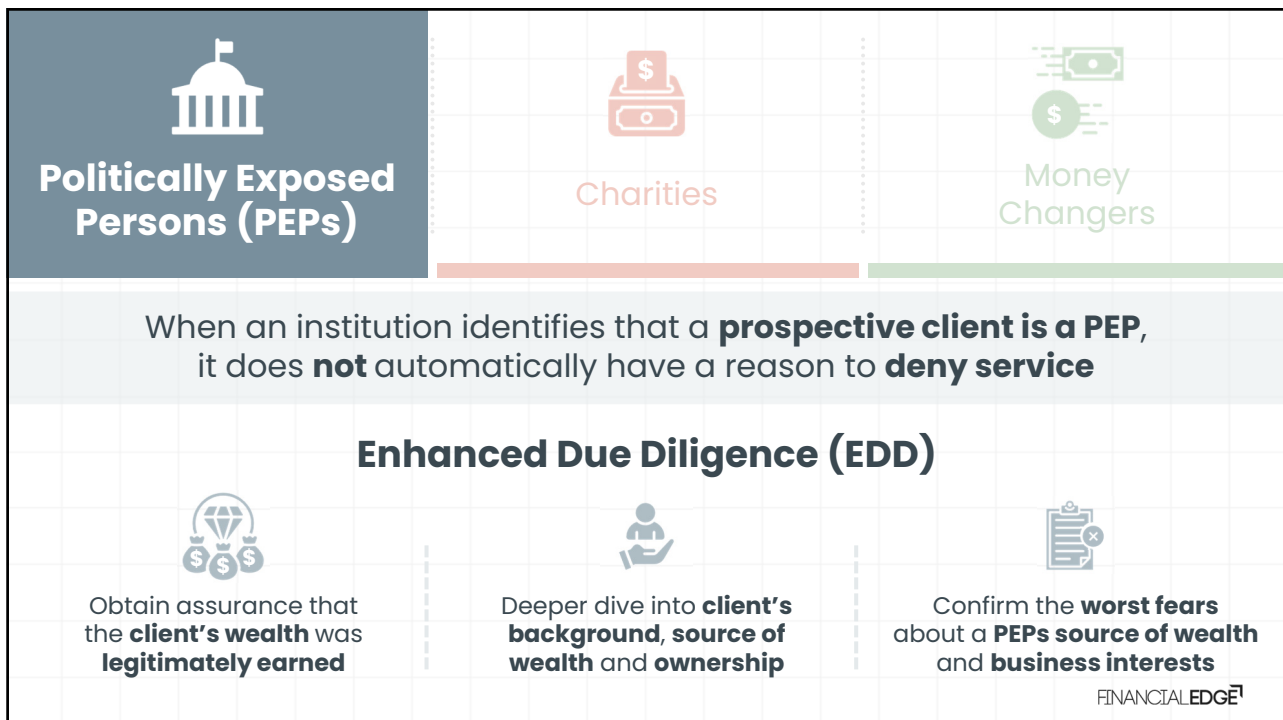 Politically Exposed
Persons (PEPs)
$
Charities
$
Money
Changers
When an institution identifies that a prospective client is a PEP,
it does not automatically have a reason to deny service
Enhanced Due Diligence (EDD)
$ $ $
Obtain assurance that
the client's wealth was
legitimately earned
Deeper dive into client's
background, source of
wealth and ownership
Confirm the worst fears
about a PEPs source of wealth
and business interests
FINANCIALEDGE